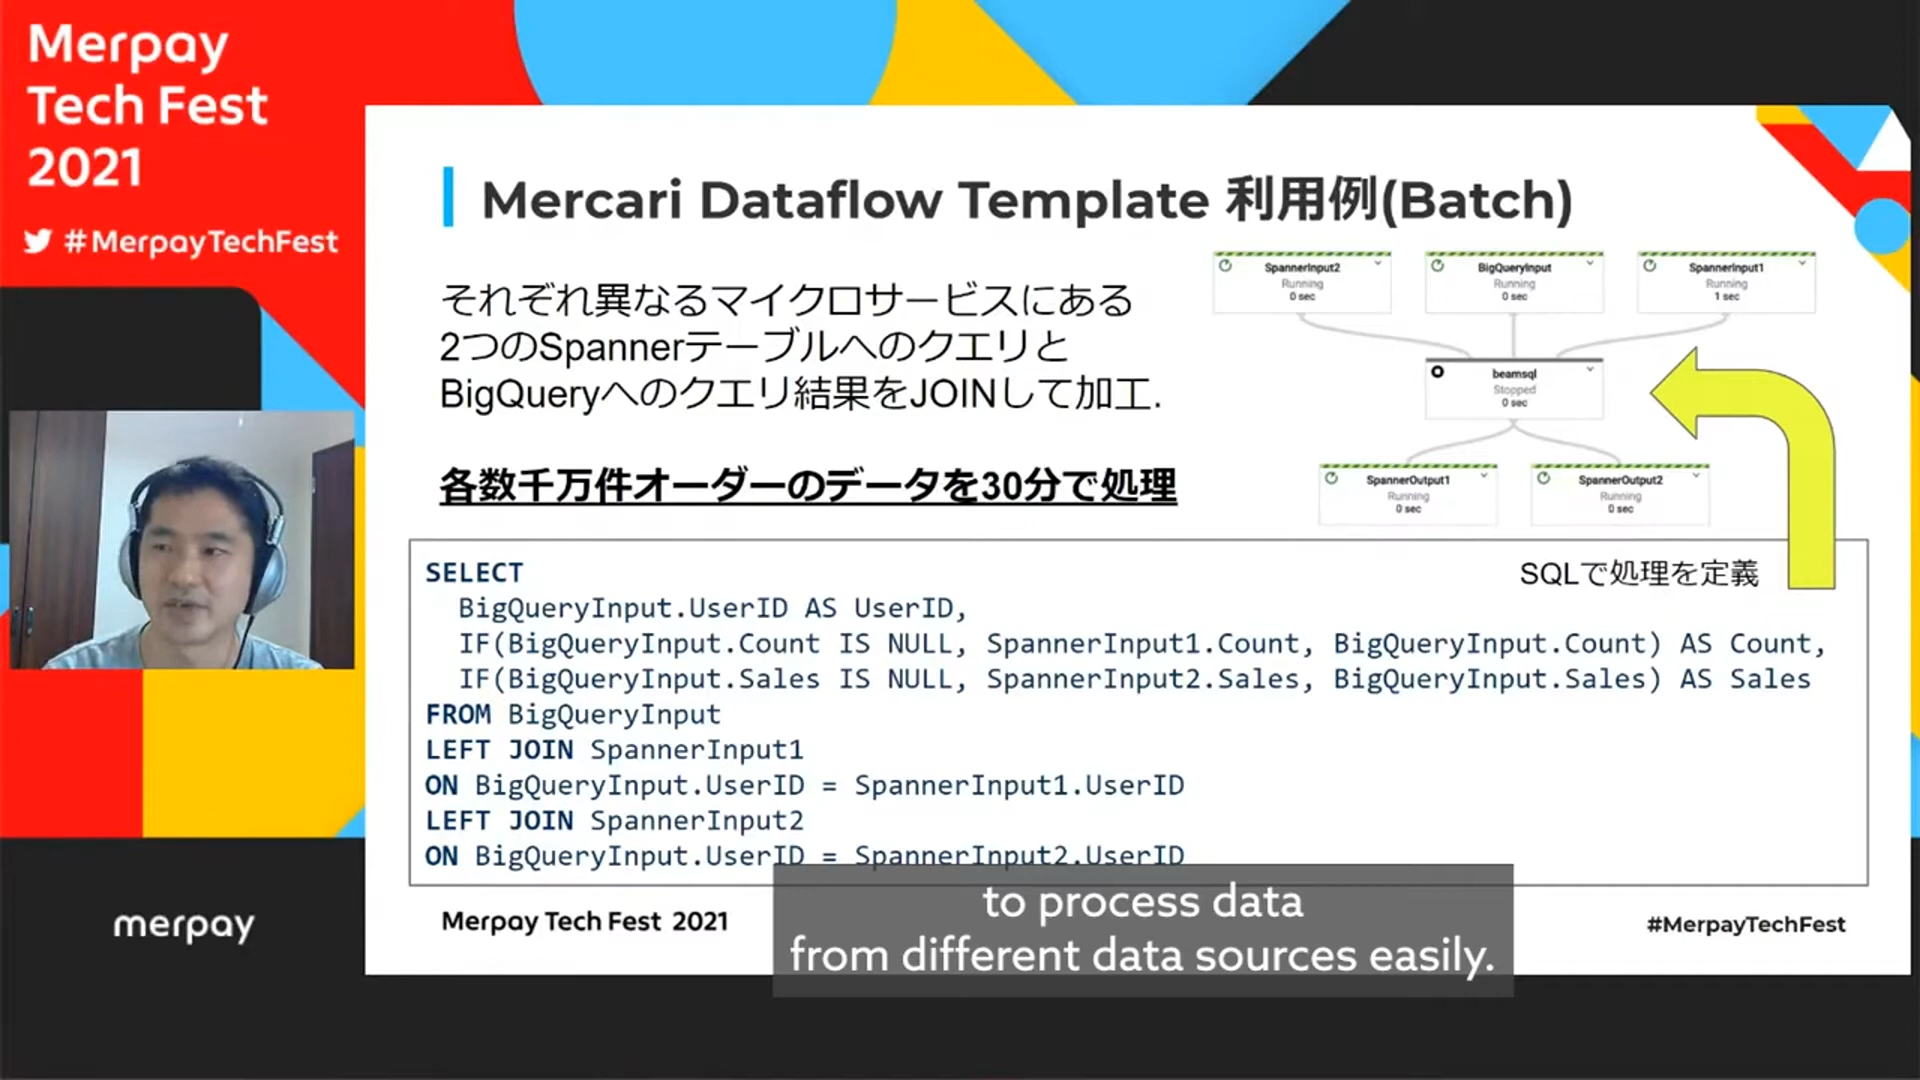 Merpay
Tech Fest
2021
#MerpayTechFest
Mercari Dataflow Template 利用例(Batch)
それぞれ異なるマイクロサービスにある
2つのSpannerテーブルへのクエリと
BigQueryへのクエリ結果をJOINして加工.
各数千万件オーダーのデータを30分で処理
SpannerInput2
Running
0 sec
BigQueryInput
Running
0 sec
SpannerInput1
Running
1 sec
beamsql
Stopped
0 sec
SpannerOutput1
Running
0 sec
SpannerOutput2
Running
0 sec
SQLで処理を定義
SELECT
BigQueryInput.UserID AS UserID,
IF(BigQueryInput.Count IS NULL, SpannerInput1.Count, BigQueryInput.Count) AS Count,
IF(BigQueryInput.Sales IS NULL, SpannerInput2.Sales, BigQueryInput.Sales) AS Sales
FROM BigQueryInput
LEFT JOIN SpannerInput1
ON BigQueryInput.UserID = SpannerInput1.UserID
LEFT JOIN SpannerInput2
ON BigQueryInput.UserID = SpannerInput2.UserID
to process data
from different data sources easily.
merpay
Merpay Tech Fest 2021
#MerpayTechFest